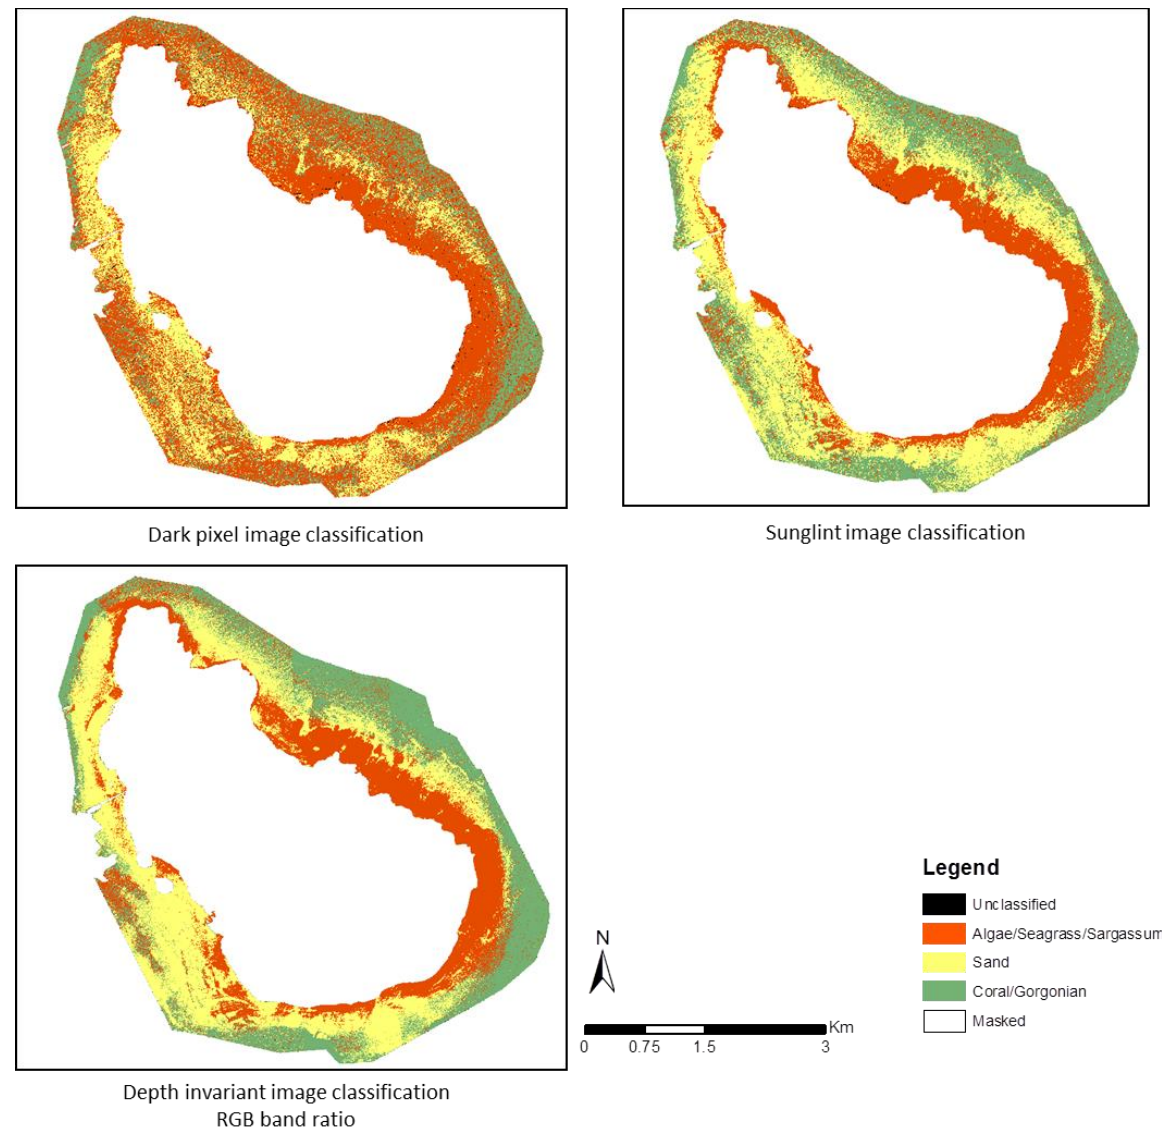 Dark pixel image classification
Sunglint image classification
Depth invariant image classification
RGB band ratio
N
Km
0 0.75 1.5 3
Legend
Unclassified
Algae/Seagrass/Sargassum
Sand
Coral/Gorgonian
Masked